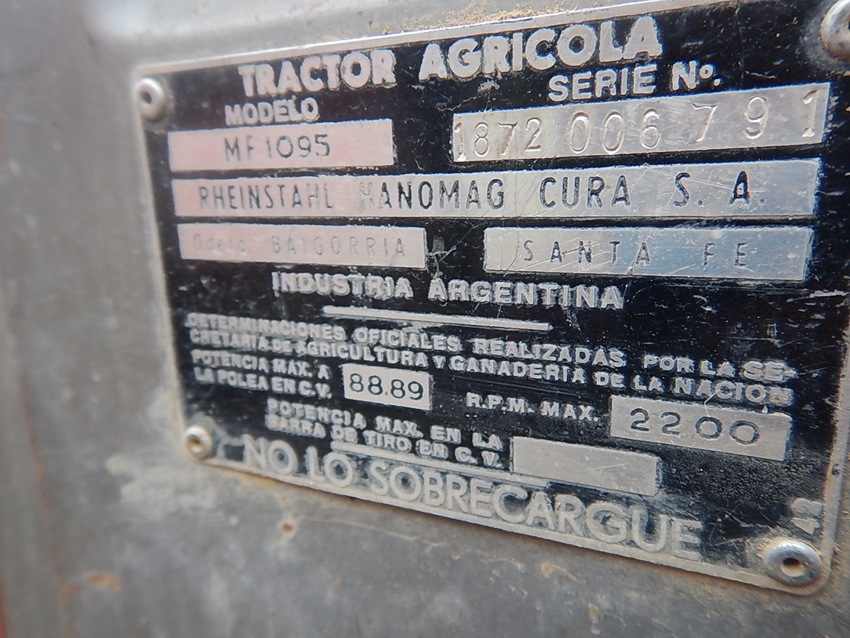 TRACTOR AGRICOLA
MODELO SERIE Nº.
MF1095 1872 006791
RHEINSTAHL HANOMAG CURA S. A.
Gdero. BAIGORRIA SANTA FE
INDUSTRIA ARGENTINA
DETERMINACIONES OFICIALES REALIZADAS POR LA SE-
CRETARIA DE AGRICULTURA Y GANADERIA DE LA NACION
POTENCIA MAX. A
LA POLEA EN C.V. 88.89 R.P.M. MAX. 2200
POTENCIA MAX. EN LA
BARRA DE TIRO EN C.V.
NO LO SOBRECARGUE
42